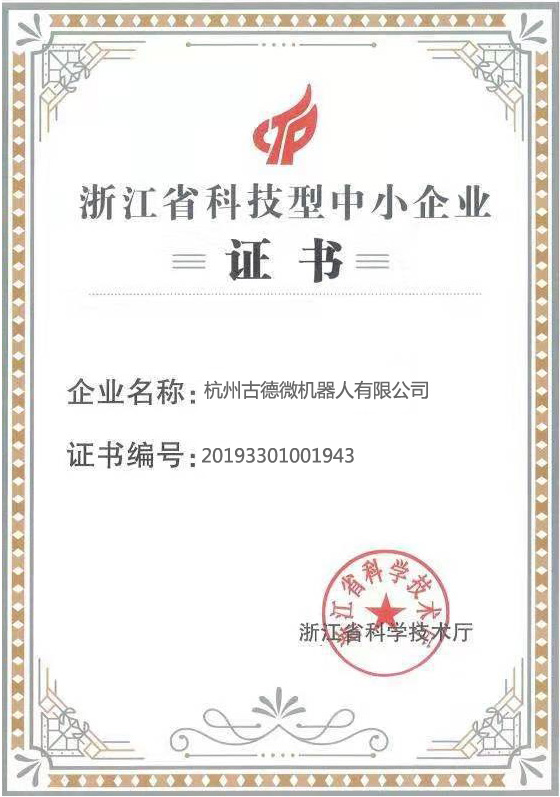 CTP
浙江省科技型中小企业
证书
企业名称：杭州古德微机器人有限公司
证书编号：20193301001943
浙江省科学技术厅
浙江省科学技术厅